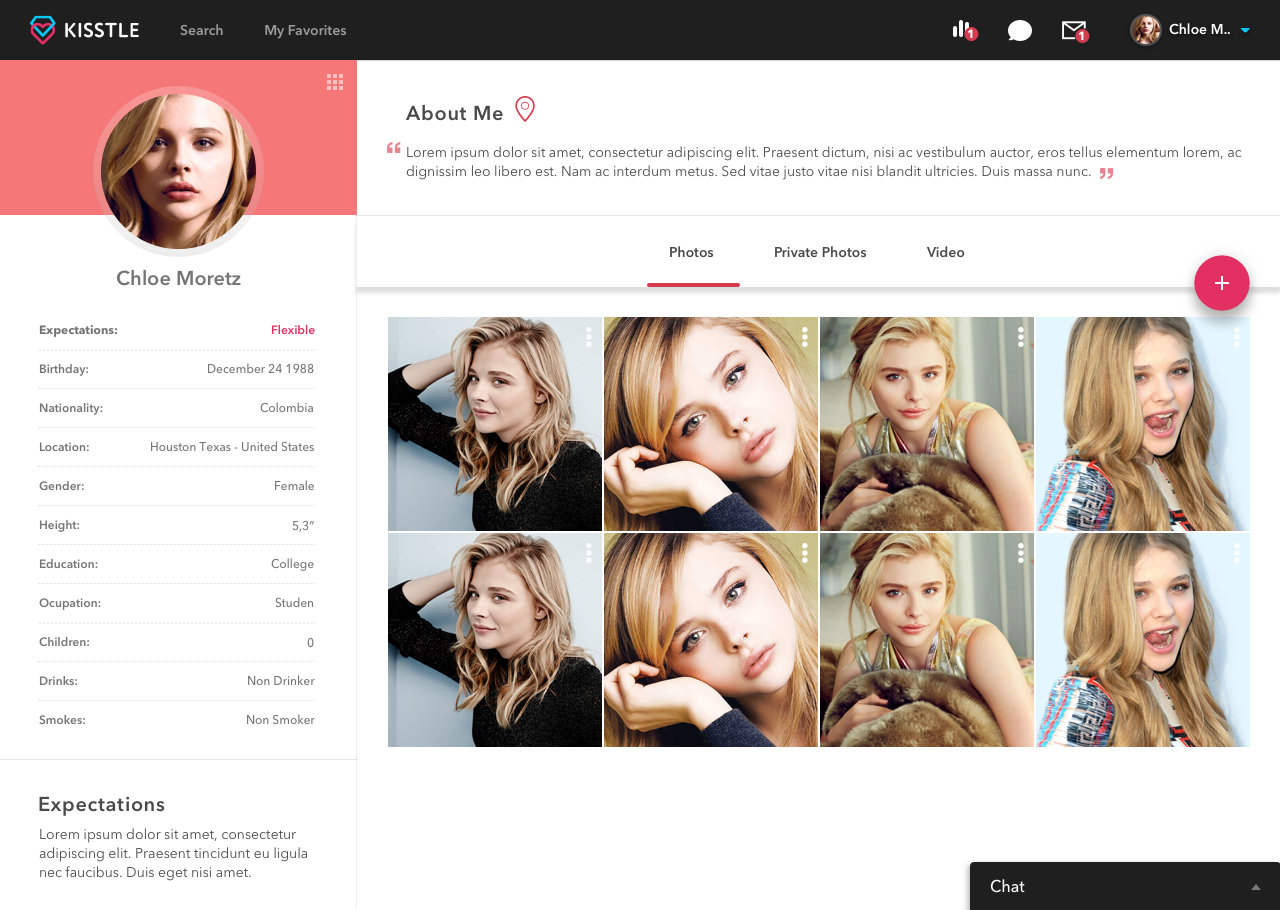 KISSTLE
Search
My Favorites
1
1
Chloe M..
Chloe Moretz
Expectations: Flexible
Birthday: December 24 1988
Nationality: Colombia
Location: Houston Texas - United States
Gender: Female
Height: 5,3”
Education: College
Ocupation: Studen
Children: 0
Drinks: Non Drinker
Smokes: Non Smoker
Expectations
Lorem ipsum dolor sit amet, consectetur
adipiscing elit. Praesent tincidunt eu ligula
nec faucibus. Duis eget nisi amet.
About Me
“ Lorem ipsum dolor sit amet, consectetur adipiscing elit. Praesent dictum, nisi ac vestibulum auctor, eros tellus elementum lorem, ac
dignissim leo libero est. Nam ac interdum metus. Sed vitae justo vitae nisi blandit ultricies. Duis massa nunc. ”
Photos
Private Photos
Video
+
Chat